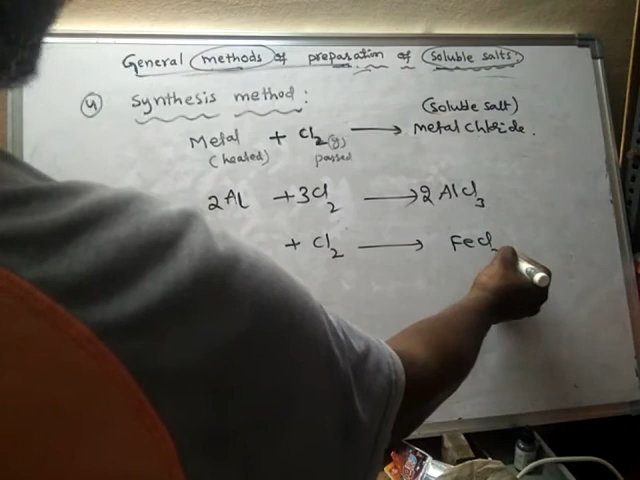 General methods of preparation of soluble salts.
4) Synthesis method:
Metal (heated) + Cl2(g) passed → (Soluble salt) Metal chloride.
2Al + 3Cl2 → 2AlCl3
+ Cl2 → FeCl